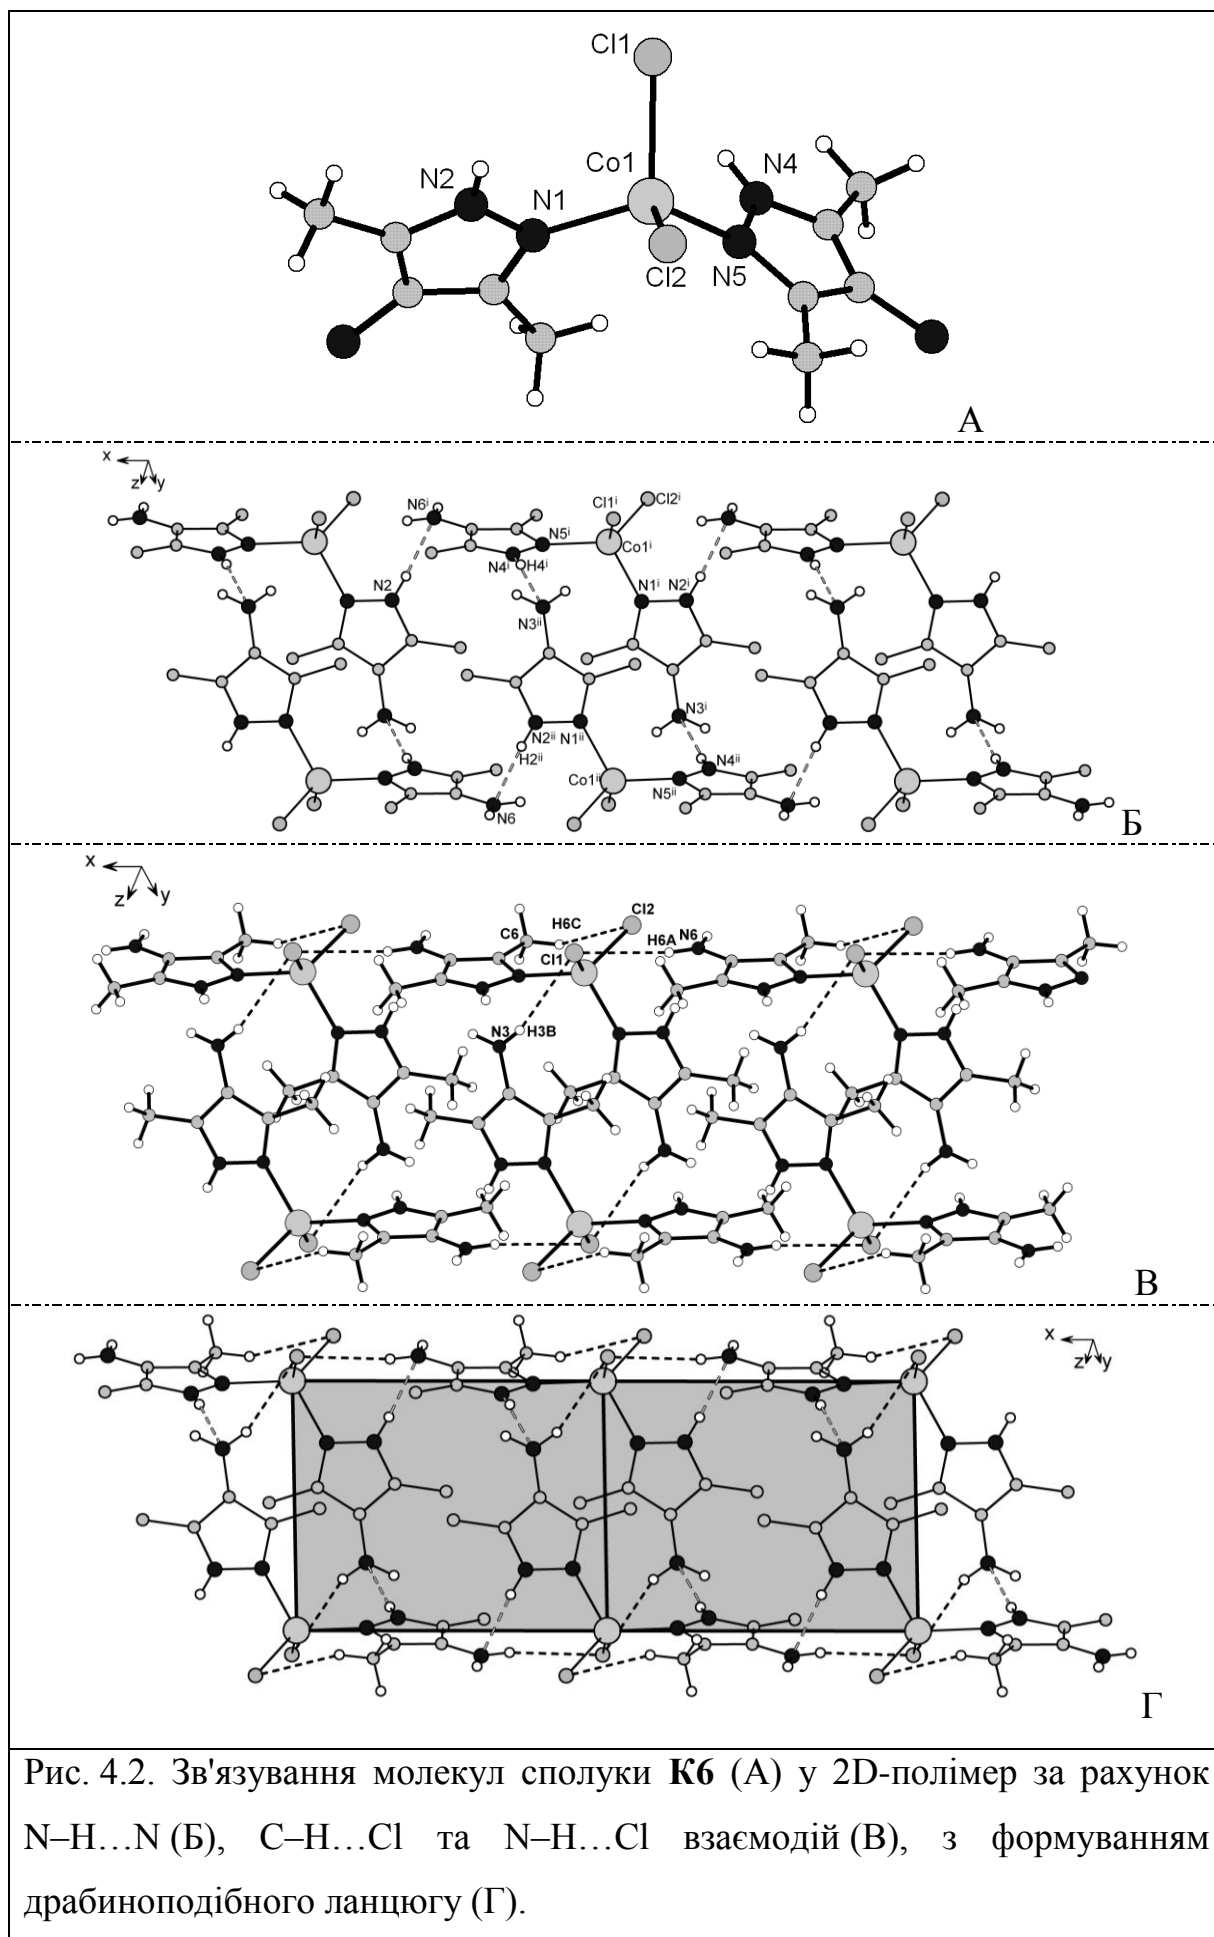 Cl1
Co1
N2
N1
N4
Cl2
N5
А
x
z
y
N6ⁱ
Cl1ⁱ
Cl2ⁱ
N5ⁱ
Co1ⁱ
N4ⁱ
H4ⁱ
N2
N1ⁱ
N2ⁱ
N3ⁱⁱ
N3ⁱ
N2ⁱⁱ
N1ⁱⁱ
H2ⁱⁱ
N4ⁱⁱ
Co1ⁱⁱ
N5ⁱⁱ
N6
Б
x
z
y
Cl2
C6
H6C
N6
H6A
Cl1
N3
H3B
В
x
z
y
Г
Рис. 4.2. Зв'язування молекул сполуки К6 (А) у 2D-полімер за рахунок
N–H…N (Б), C–H…Cl та N–H…Cl взаємодій (В), з формуванням
драбиноподібного ланцюгу (Г).